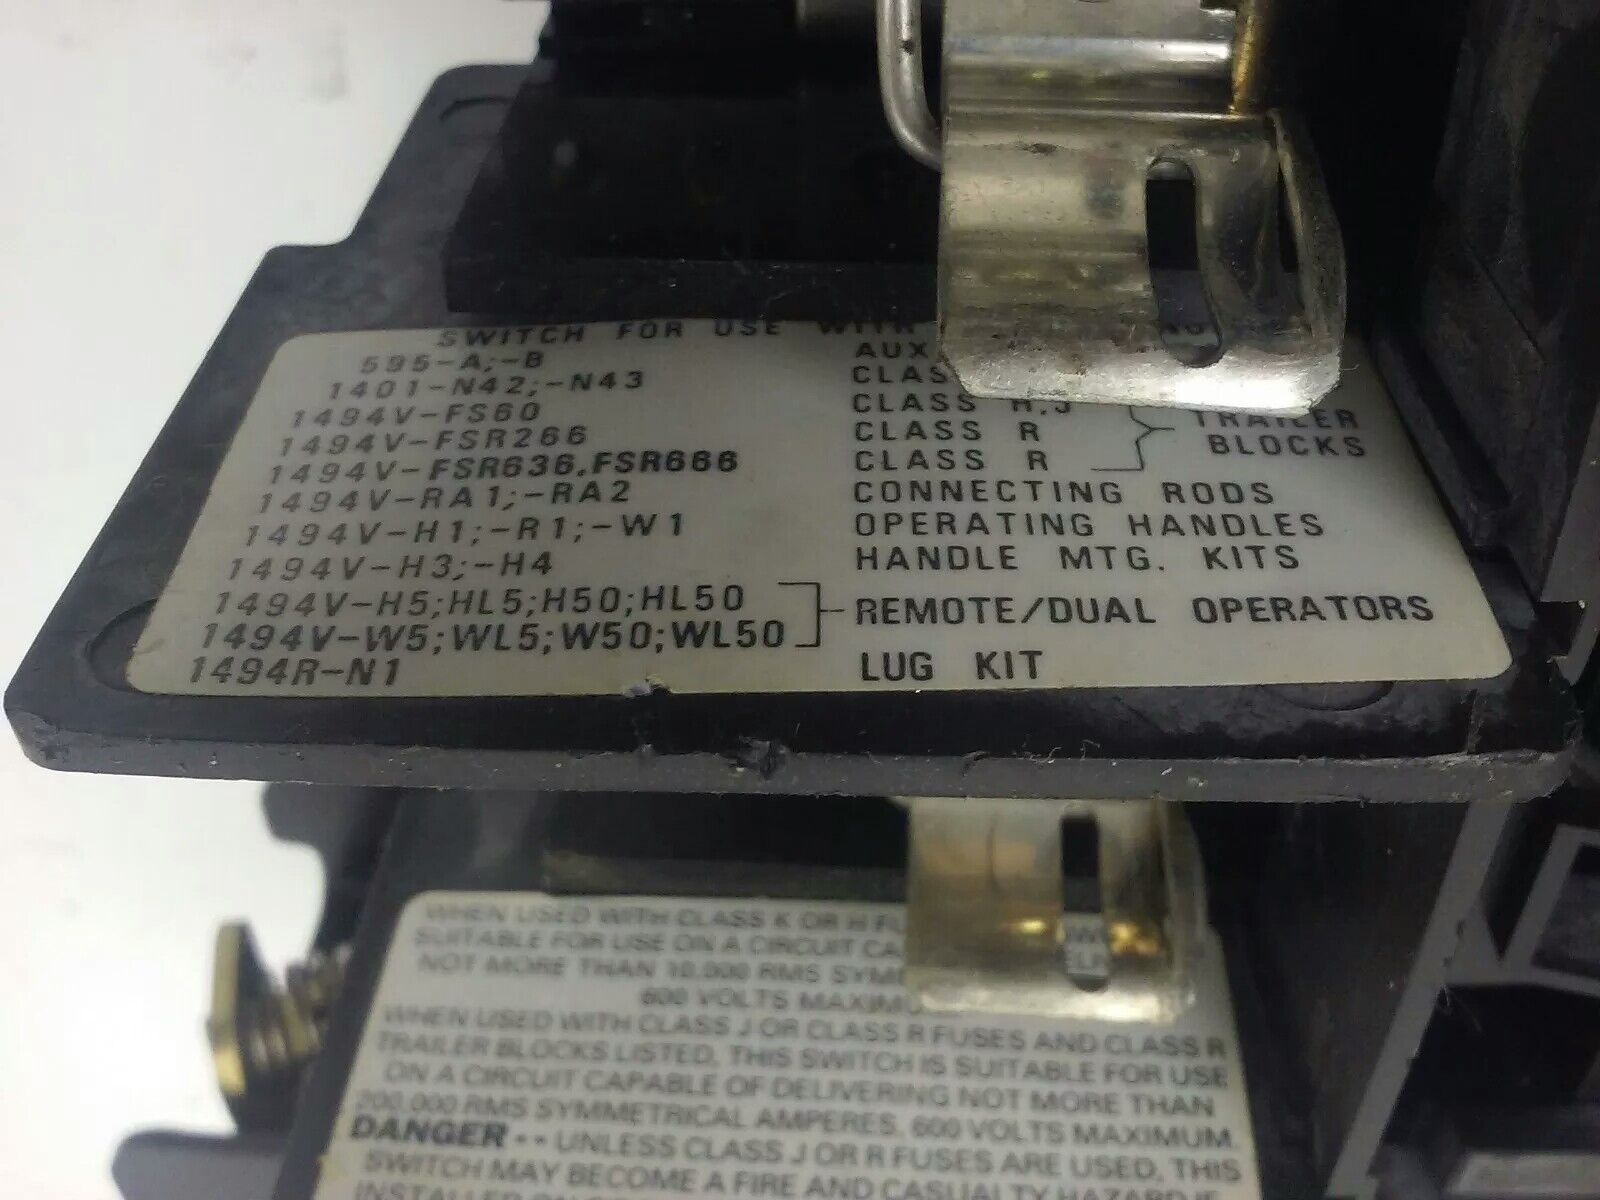 SWITCH FOR USE WITH
595-A;-B AUX
1401-N42;-N43 CLAS
1494V-FS60 CLASS H,J
1494V-FSR266 CLASS R
1494V-FSR636,FSR666 CLASS R
TRAILER
BLOCKS
1494V-RA1;-RA2 CONNECTING RODS
1494V-H1;-R1;-W1 OPERATING HANDLES
1494V-H3;-H4 HANDLE MTG. KITS
1494V-H5;HL5;H50;HL50
1494V-W5;WL5;W50;WL50
REMOTE/DUAL OPERATORS
1494R-N1 LUG KIT
WHEN USED WITH CLASS K OR H FU
SUITABLE FOR USE ON A CIRCUIT CA
NOT MORE THAN 10,000 RMS SYMM
600 VOLTS MAXIMU
WHEN USED WITH CLASS J OR CLASS R FUSES AND CLASS R
TRAILER BLOCKS LISTED, THIS SWITCH IS SUITABLE FOR USE
ON A CIRCUIT CAPABLE OF DELIVERING NOT MORE THAN
200,000 RMS SYMMETRICAL AMPERES, 600 VOLTS MAXIMUM.
DANGER -- UNLESS CLASS J OR R FUSES ARE USED, THIS
SWITCH MAY BECOME A FIRE AND CASUALTY HAZARD IF